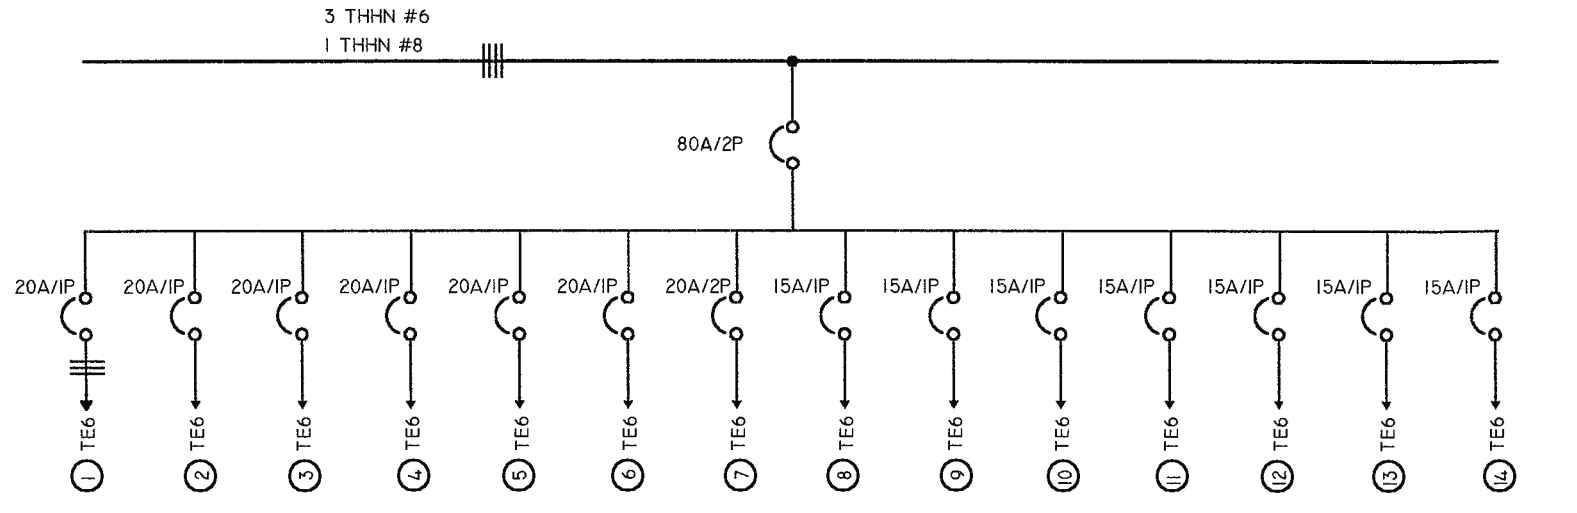 3 THHN #6
1 THHN #8
80A/2P
20A/1P
20A/1P
20A/1P
20A/1P
20A/1P
20A/1P
20A/2P
15A/1P
15A/1P
15A/1P
15A/1P
15A/1P
15A/1P
15A/1P
TE6
TE6
TE6
TE6
TE6
TE6
TE6
TE6
TE6
TE6
TE6
TE6
TE6
TE6
1
2
3
4
5
6
7
8
9
10
11
12
13
14